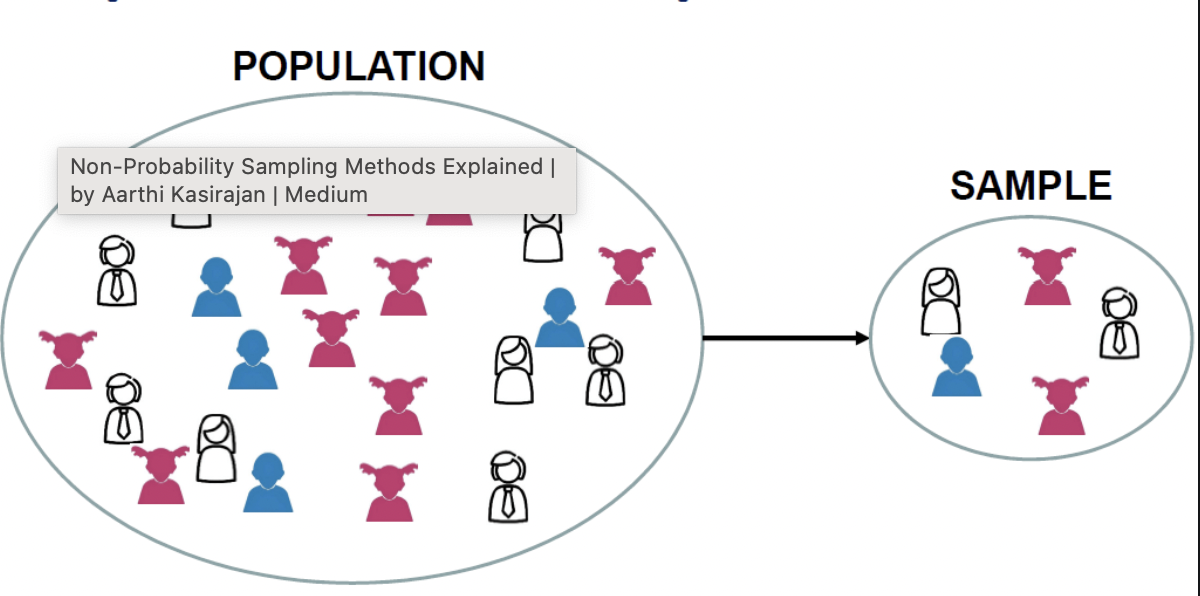 POPULATION
Non-Probability Sampling Methods Explained |
by Aarthi Kasirajan | Medium
SAMPLE